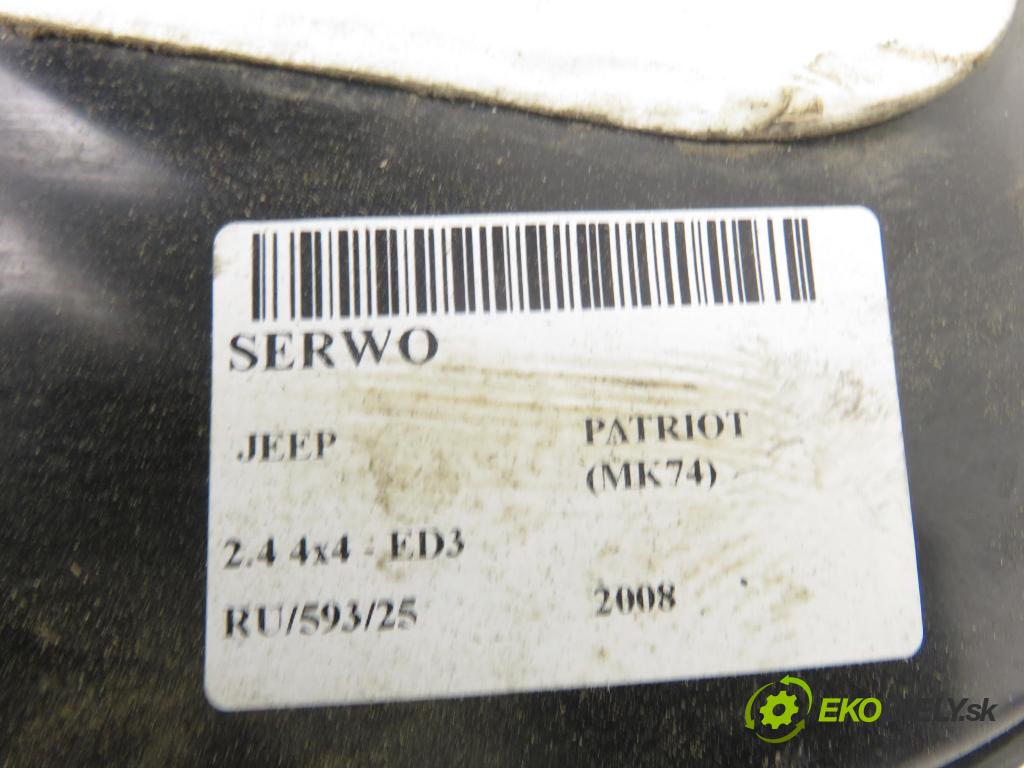 SERWO
JEEP
PATRIOT
(MK74)
2.4 4x4 - ED3
RU/593/25
2008
EKODIELY.sk